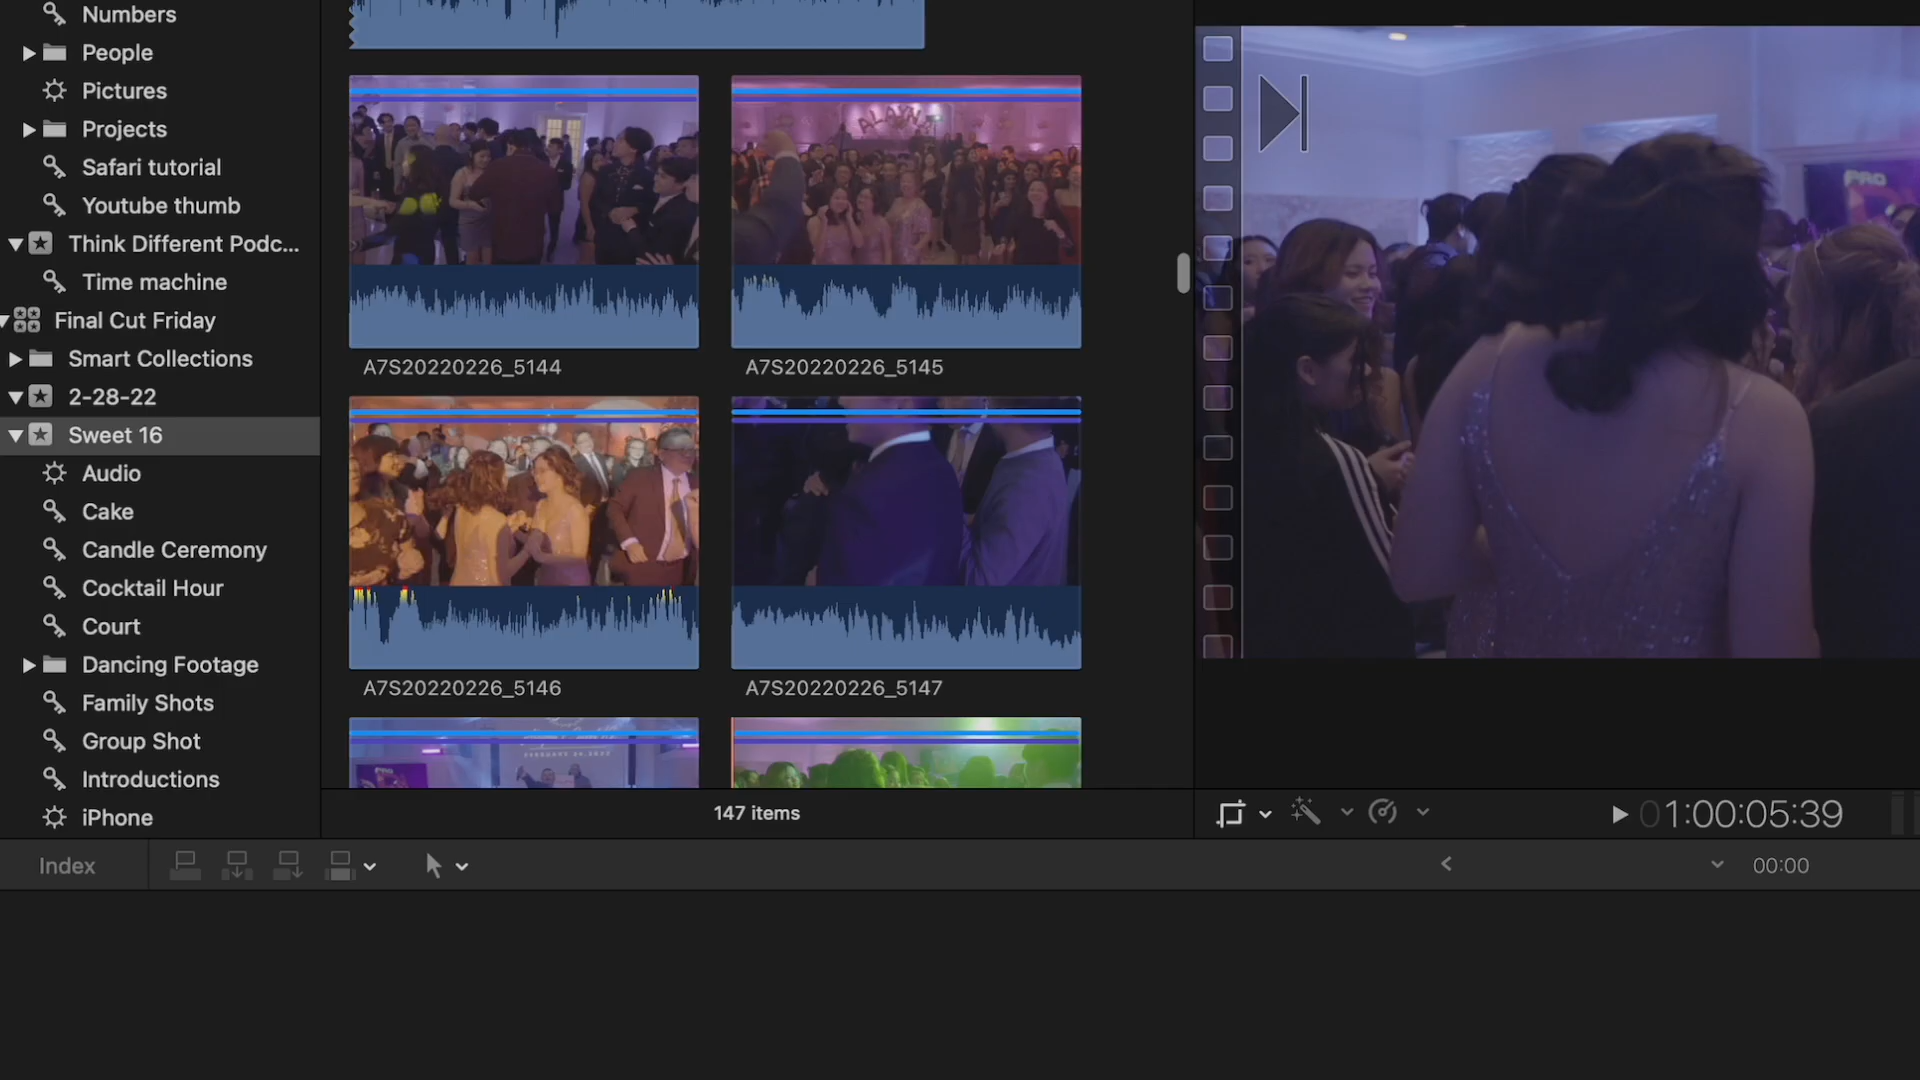 Numbers
People
Pictures
Projects
Safari tutorial
Youtube thumb
Think Different Podc...
Time machine
Final Cut Friday
Smart Collections
2-28-22
Sweet 16
Audio
Cake
Candle Ceremony
Cocktail Hour
Court
Dancing Footage
Family Shots
Group Shot
Introductions
iPhone
ALAYNA
A7S20220226_5144
A7S20220226_5145
A7S20220226_5146
A7S20220226_5147
147 items
PRO
01:00:05:39
Index
00:00